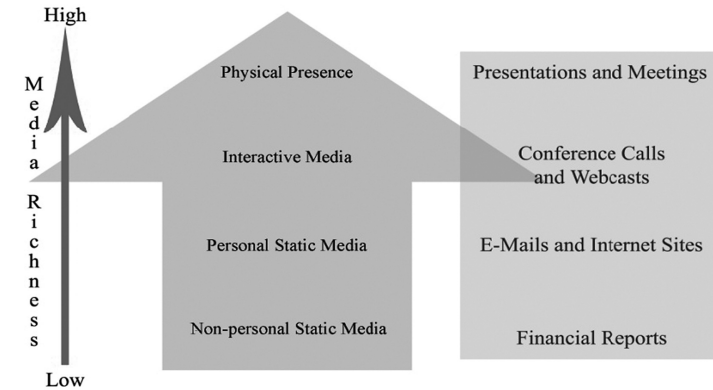 High
Media Richness
Low
Physical Presence
Interactive Media
Personal Static Media
Non-personal Static Media
Presentations and Meetings
Conference Calls
and Webcasts
E-Mails and Internet Sites
Financial Reports